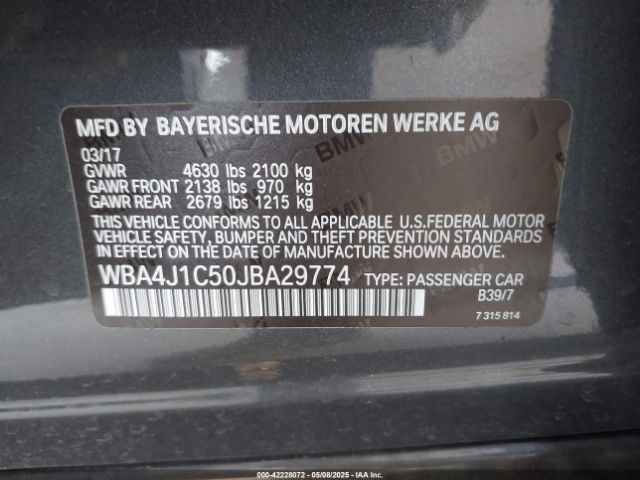 MFD BY BAYERISCHE MOTOREN WERKE AG
03/17
GVWR 4630 lbs 2100 kg
GAWR FRONT 2138 lbs 970 kg
GAWR REAR 2679 lbs 1215 kg
THIS VEHICLE CONFORMS TO ALL APPLICABLE U.S.FEDERAL MOTOR
VEHICLE SAFETY, BUMPER AND THEFT PREVENTION STANDARDS
IN EFFECT ON THE DATE OF MANUFACTURE SHOWN ABOVE.
WBA4J1C50JBA29774 TYPE: PASSENGER CAR
B39/7
7 315 814
BMW
BMW
©-42228072 — 05/08/2025 — IAA Inc.